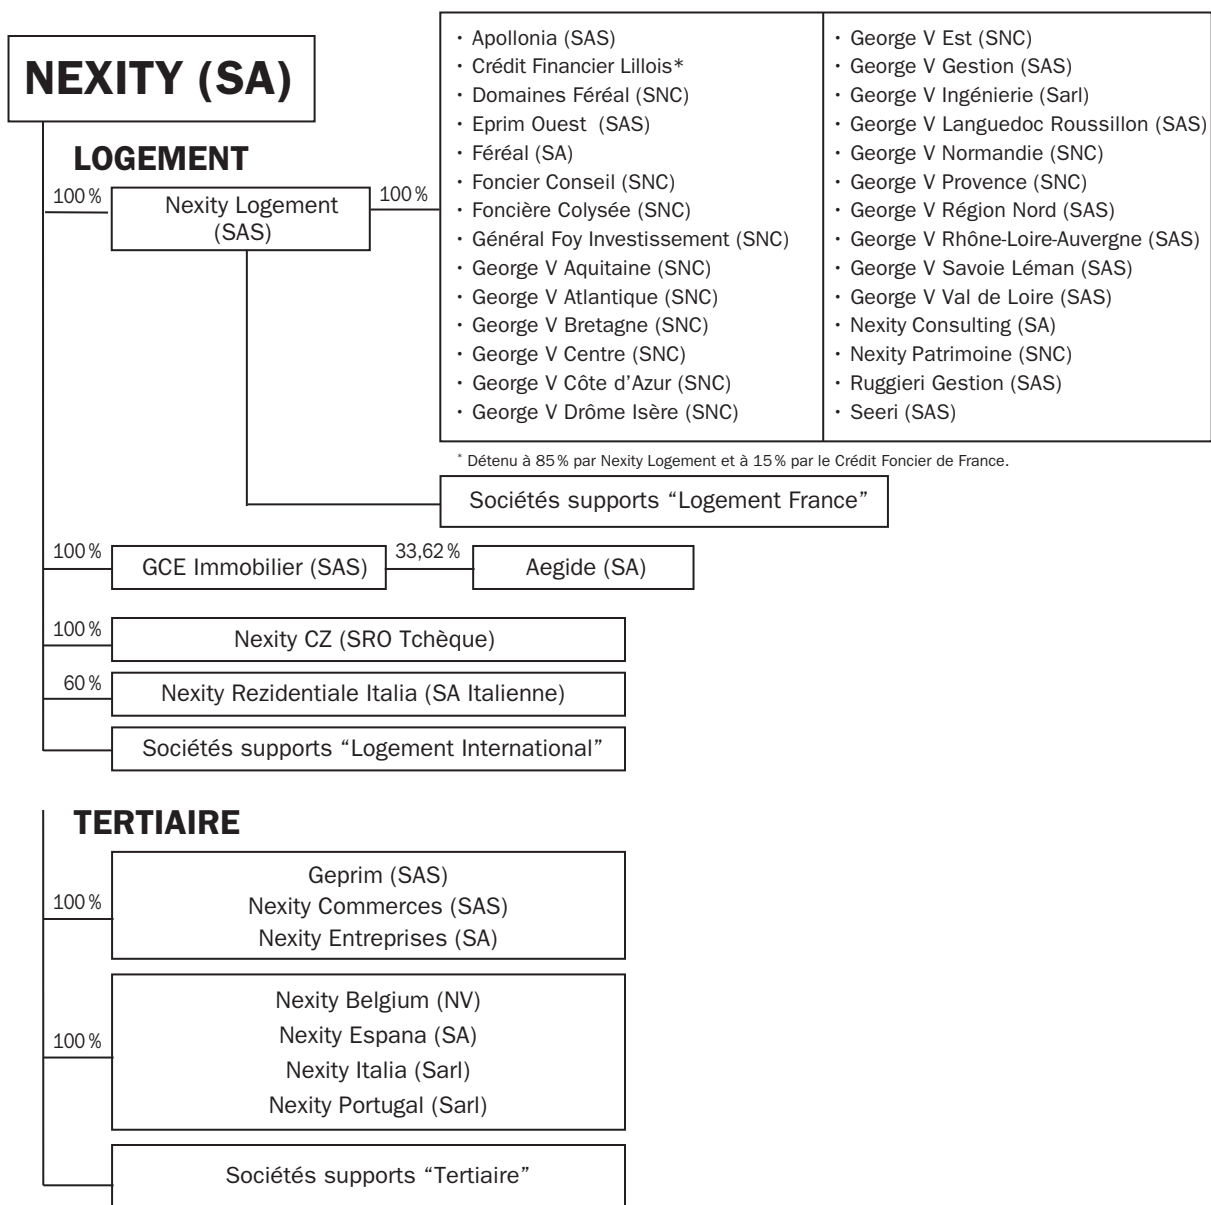 NEXITY (SA)
LOGEMENT
100 %
Nexity Logement
(SAS)
100 %
· Apollonia (SAS)
· Crédit Financier Lillois*
· Domaines Féréal (SNC)
· Eprim Ouest (SAS)
· Féréal (SA)
· Foncier Conseil (SNC)
· Foncière Colysée (SNC)
· Général Foy Investissement (SNC)
· George V Aquitaine (SNC)
· George V Atlantique (SNC)
· George V Bretagne (SNC)
· George V Centre (SNC)
· George V Côte d'Azur (SNC)
· George V Drôme Isère (SNC)
· George V Est (SNC)
· George V Gestion (SAS)
· George V Ingénierie (Sarl)
· George V Languedoc Roussillon (SAS)
· George V Normandie (SNC)
· George V Provence (SNC)
· George V Région Nord (SAS)
· George V Rhône-Loire-Auvergne (SAS)
· George V Savoie Léman (SAS)
· George V Val de Loire (SAS)
· Nexity Consulting (SA)
· Nexity Patrimoine (SNC)
· Ruggieri Gestion (SAS)
· Seeri (SAS)
* Détenu à 85 % par Nexity Logement et à 15 % par le Crédit Foncier de France.
Sociétés supports “Logement France”
100 %
GCE Immobilier (SAS)
33,62 %
Aegide (SA)
100 %
Nexity CZ (SRO Tchèque)
60 %
Nexity Rezidentiale Italia (SA Italienne)
Sociétés supports “Logement International”
TERTIAIRE
100 %
Geprim (SAS)
Nexity Commerces (SAS)
Nexity Entreprises (SA)
100 %
Nexity Belgium (NV)
Nexity Espana (SA)
Nexity Italia (Sarl)
Nexity Portugal (Sarl)
Sociétés supports “Tertiaire”